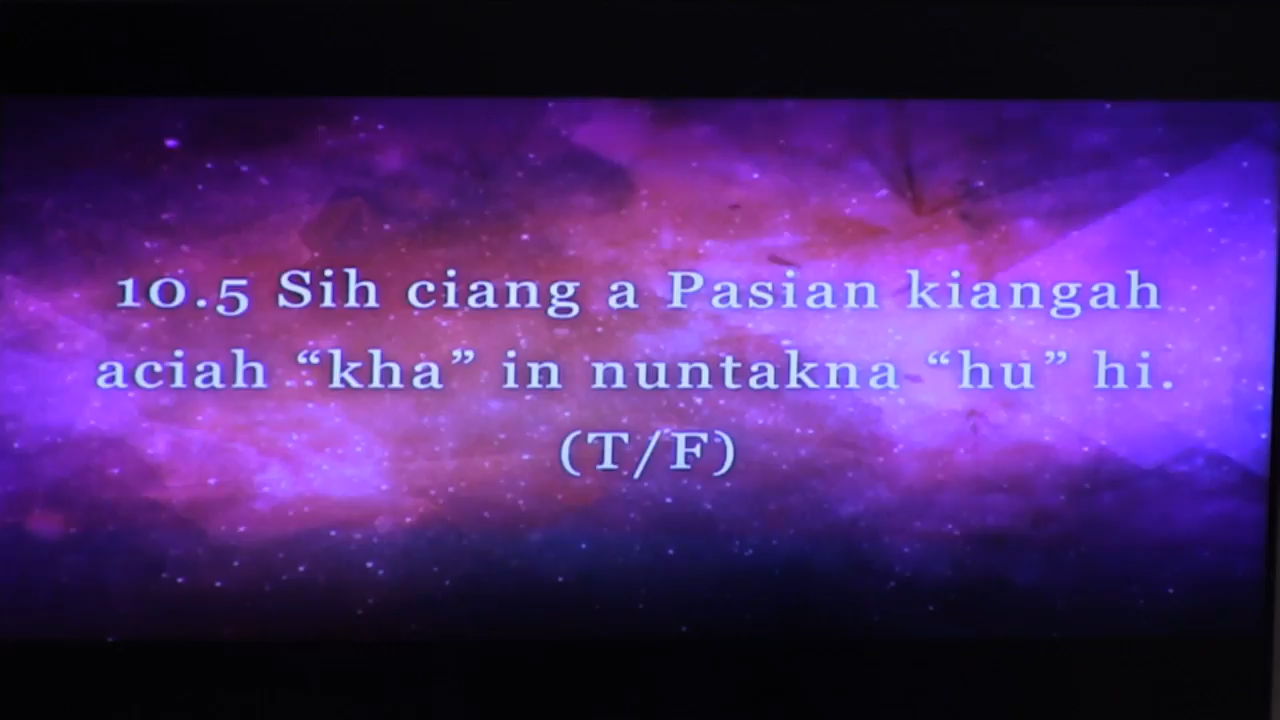 10.5 Sih ciang a Pasian kiangah
aciah “kha” in nuntakna “hu” hi.
(T/F)